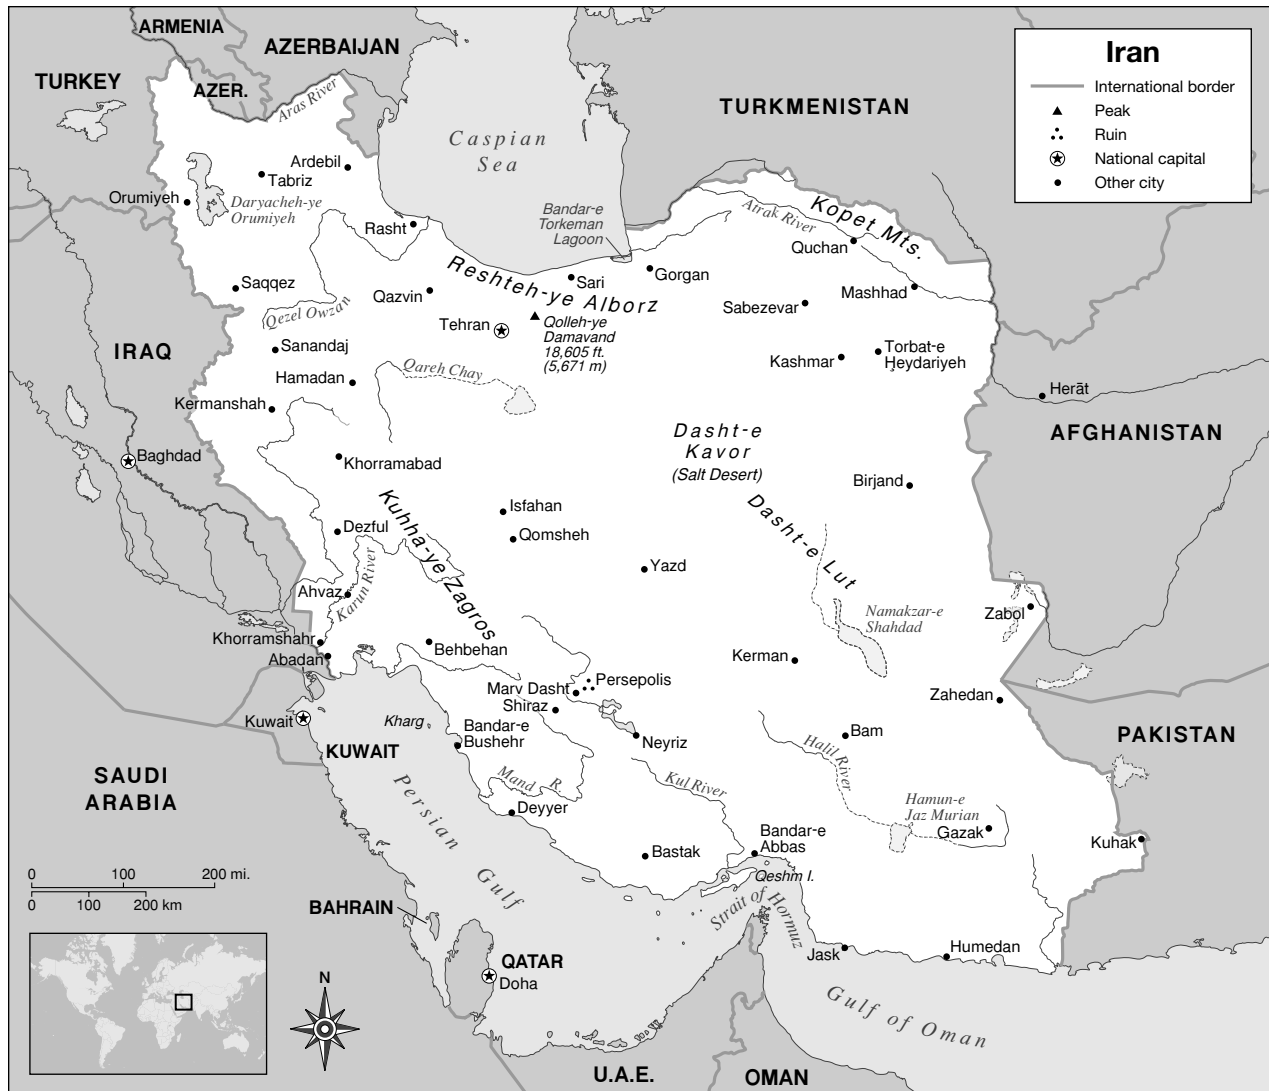 ARMENIA
AZERBAIJAN
TURKEY
AZER.
Aras River
Caspian
Sea
TURKMENISTAN
Iran
International border
Peak
Ruin
National capital
Other city
Ardebil
Tabriz
Orumiyeh
Daryacheh-ye
Orumiyeh
Rasht
Bandar-e
Torkeman
Lagoon
Atrak River
Kopet Mts.
Quchan
Reshteh-ye Alborz
Sari
Gorgan
Saqqez
Qazvin
Mashhad
Sabezevar
Qezel Owzan
Tehran
Qolleh-ye
Damavand
18,605 ft.
(5,671 m)
IRAQ
Sanandaj
Kashmar
Torbat-e
Ḩeydariyeh
Qareh Chay
Hamadan
Kermanshah
Herāt
Dasht-e
Kavor
(Salt Desert)
AFGHANISTAN
Baghdad
Khorramabad
Birjand
Kuhha-ye Zagros
Isfahan
Dasht-e Lut
Dezful
Qomsheh
Yazd
Ahvaz
Karun River
Namakzar-e
Shahdad
Zabol
Khorramshahr
Abadan
Behbehan
Kerman
Persepolis
Marv Dasht
Shiraz
Zahedan
Kuwait
Kharg
Bandar-e
Bushehr
Neyriz
Bam
PAKISTAN
KUWAIT
Halil River
SAUDI
ARABIA
Persian Gulf
Mand R.
Kul River
Deyyer
Hamun-e
Jaz Murian
Gazak
Kuhak
Bandar-e
Abbas
Bastak
Qeshm I.
0 100 200 mi.
0 100 200 km
Strait of Hormuz
BAHRAIN
Jask
Humedan
QATAR
Doha
N
Gulf of Oman
U.A.E.
OMAN